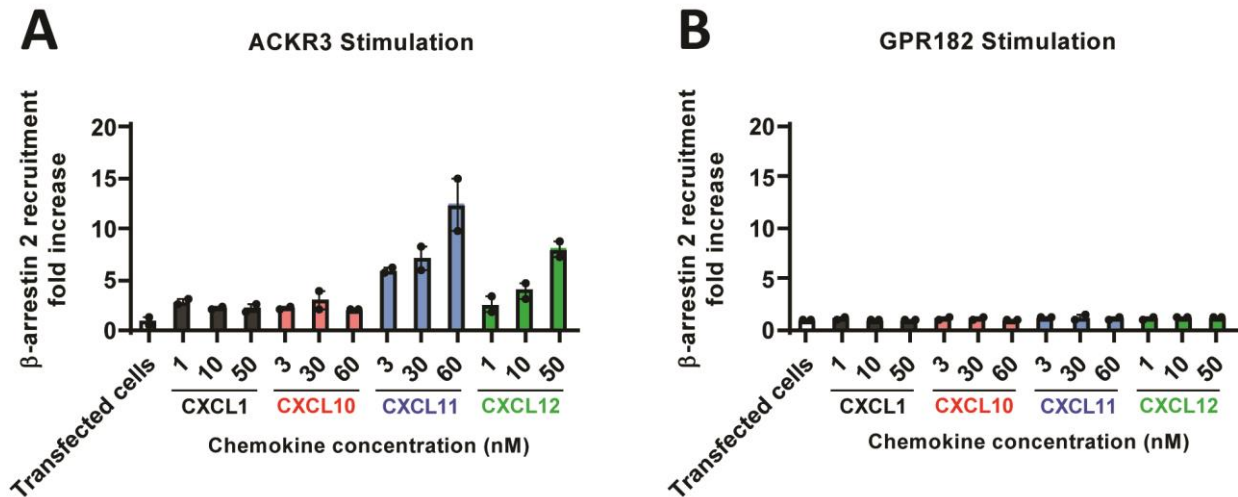 A
ACKR3 Stimulation
β-arrestin 2 recruitment
fold increase
20
15
10
5
0
Transfected cells
1
10
50
3
30
60
3
30
60
1
10
50
CXCL1
CXCL10
CXCL11
CXCL12
Chemokine concentration (nM)
B
GPR182 Stimulation
β-arrestin 2 recruitment
fold increase
20
15
10
5
0
Transfected cells
1
10
50
3
30
60
3
30
60
1
10
50
CXCL1
CXCL10
CXCL11
CXCL12
Chemokine concentration (nM)